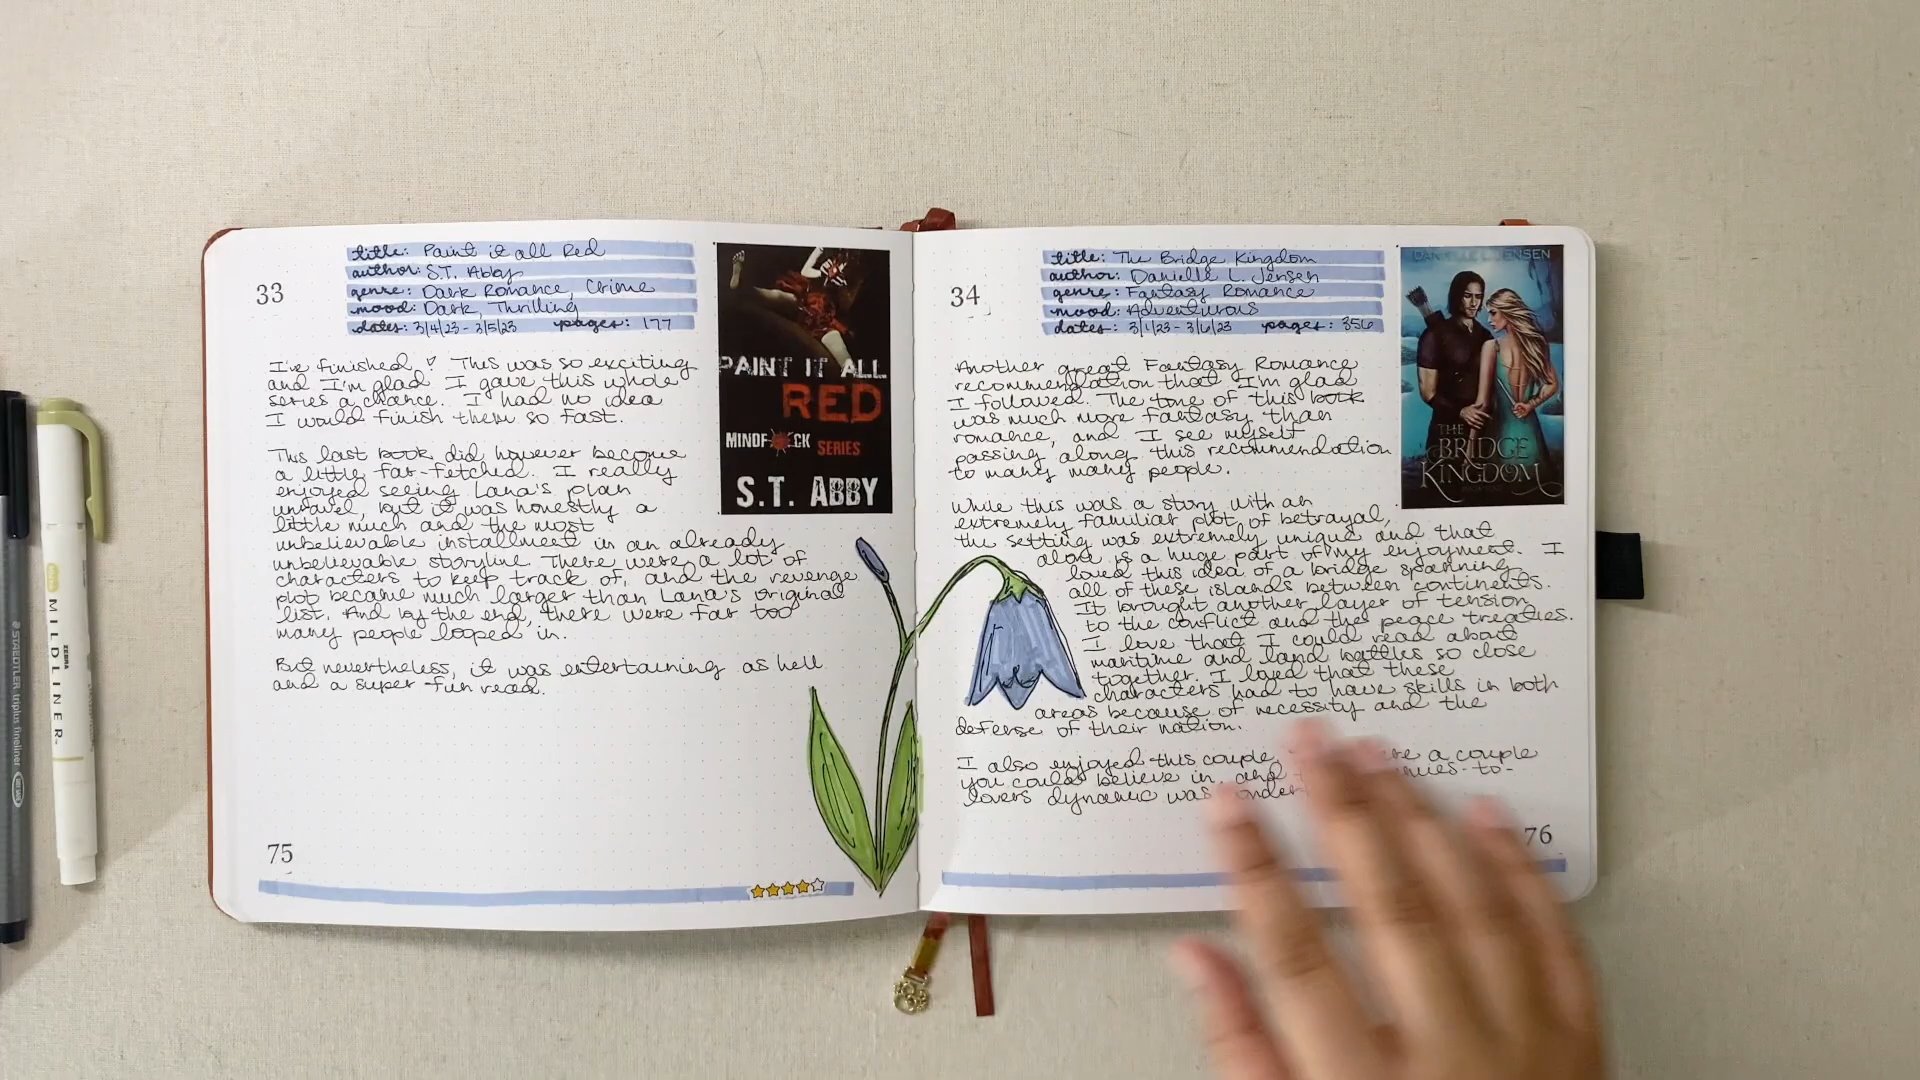 33
title: Paint it all Red
author: S.T. Abby
genre: Dark Romance, Crime
mood: Dark, Thrilling
dates: 3/4/23 - 3/5/23 pages: 177
I've finished ♡ This was so exciting
and I'm glad I gave this whole
series a chance. I had no idea
I would finish them so fast.
This last book did however become
a little far-fetched. I really
enjoyed seeing Lana's plan
unravel, but it was honestly a
little much and the most
unbelievable installment in an already
unbelievable storyline. There were a lot of
characters to keep track of, and the revenge
plot became much larger than Lana's original
list. And by the end, there were far too
many people looped in.
But nevertheless, it was entertaining as hell
and a super fun read.
75
PAINT IT ALL
RED
MINDF CK SERIES
S.T. ABBY
34
title: The Bridge Kingdom
author: Danielle L. Jensen
genre: Fantasy Romance
mood: Adventurous
dates: 3/1/23 - 3/6/23 pages: 356
Another great Fantasy Romance
recommendation that I'm glad
I followed. The tone of this book
was much more fantasy than
romance, and I see myself
passing along this recommendation
to many many people.
While this was a story with an
extremely familiar plot of betrayal,
the setting was extremely unique and that
alone is a huge part of my enjoyment. I
loved this idea of a bridge spanning
all of these islands between continents.
It brought another layer of tension
to the conflict and the peace treaties.
I love that I could read about
maritime and land battles so close
together. I loved that these
characters had to have skills in both
areas because of necessity and the
defense of their nation.
I also enjoyed this couple. a couple
you could believe in, and -to-
lovers dynamic was
76
DANIELLE L. JENSEN
THE
BRIDGE
KINGDOM
STAEDTLER triplus fineliner
ZEBRA
MILDLINER